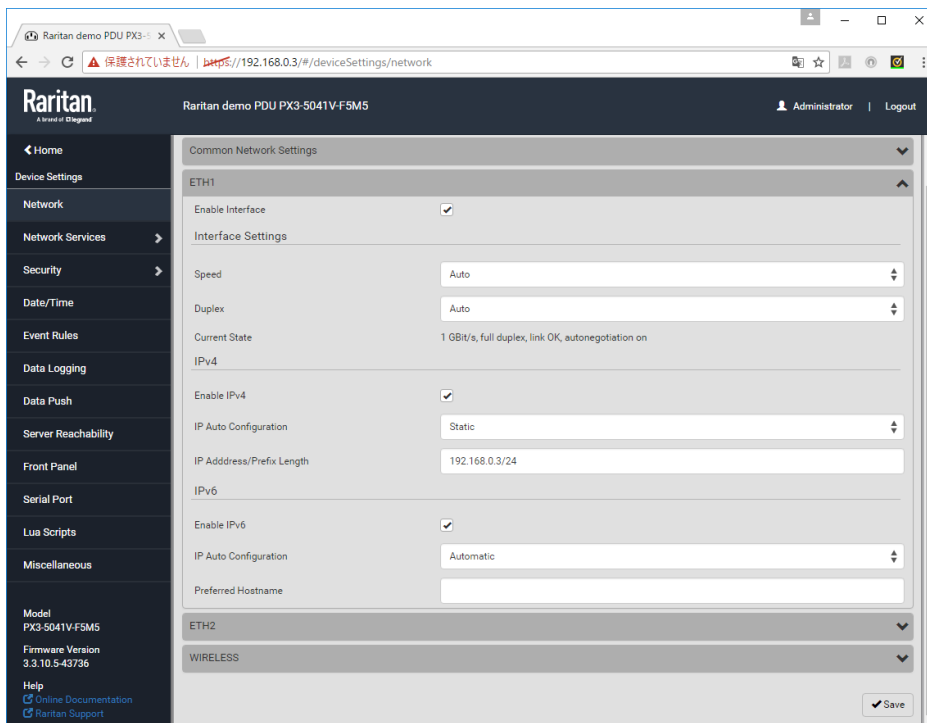 Raritan demo PDU PX3-5
保護されていません https://192.168.0.3/#/deviceSettings/network
Raritan.
A brand of legrand
Raritan demo PDU PX3-5041V-F5M5
Administrator | Logout
Home
Device Settings
Network
Network Services
Security
Date/Time
Event Rules
Data Logging
Data Push
Server Reachability
Front Panel
Serial Port
Lua Scripts
Miscellaneous
Model
PX3-5041V-F5M5
Firmware Version
3.3.10.5-43736
Help
Online Documentation
Raritan Support
Common Network Settings
ETH1
Enable Interface
Interface Settings
Speed Auto
Duplex Auto
Current State 1 GBit/s, full duplex, link OK, autonegotiation on
IPv4
Enable IPv4
IP Auto Configuration Static
IP Adddress/Prefix Length 192.168.0.3/24
IPv6
Enable IPv6
IP Auto Configuration Automatic
Preferred Hostname
ETH2
WIRELESS
Save